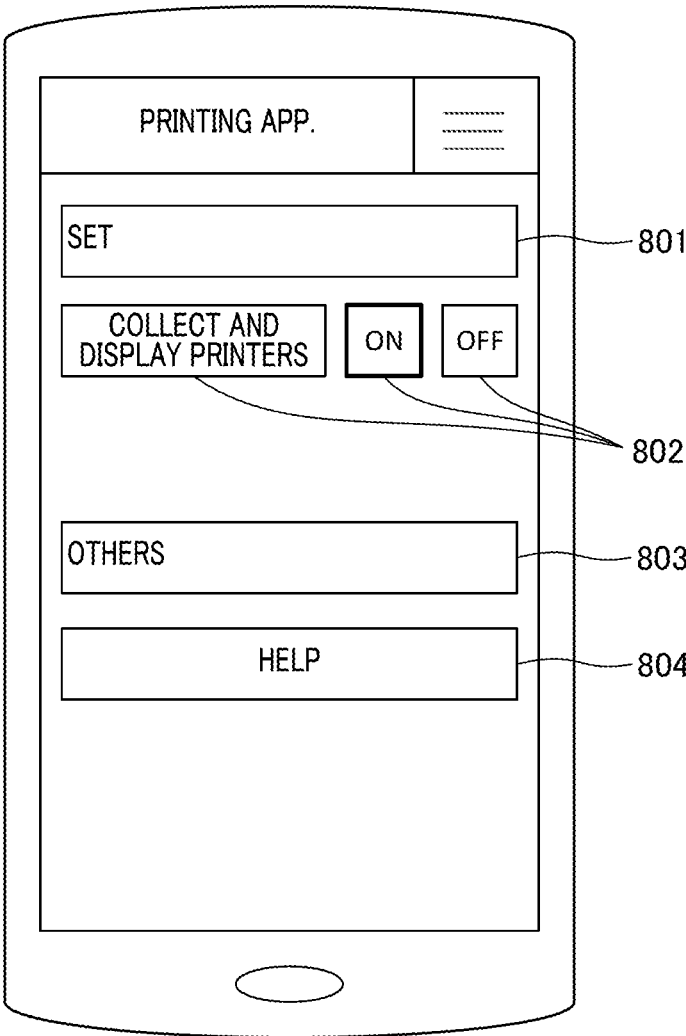 PRINTING APP.
SET
801
COLLECT AND
DISPLAY PRINTERS
ON
OFF
802
OTHERS
803
HELP
804